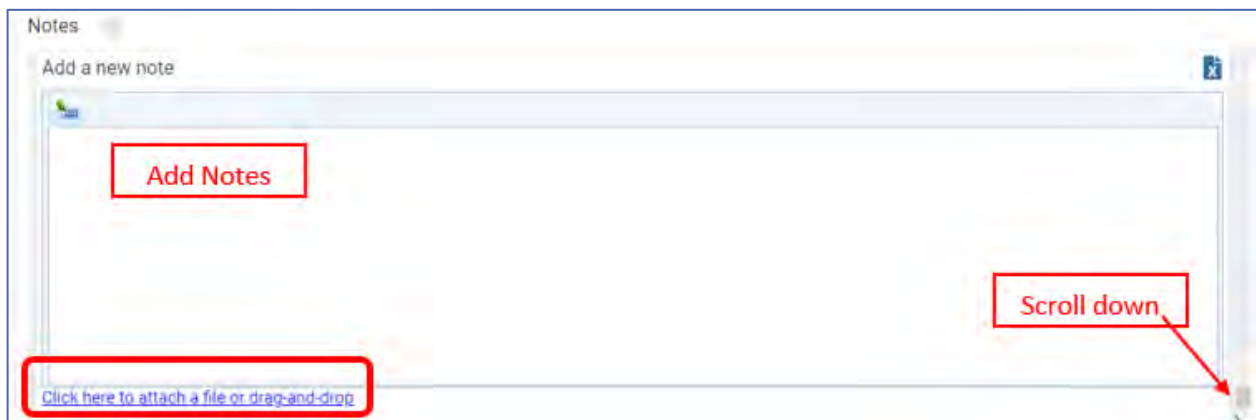 Notes
Add a new note
Add Notes
Scroll down
Click here to attach a file or drag-and-drop